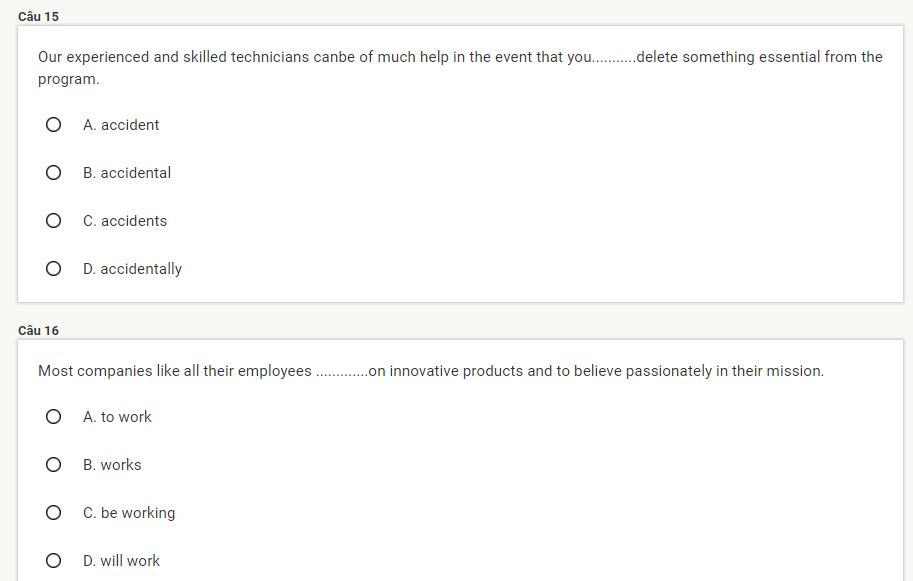 Câu 15
Our experienced and skilled technicians canbe of much help in the event that you...........delete something essential from the
program.
A. accident
B. accidental
C. accidents
D. accidentally
Câu 16
Most companies like all their employees .............on innovative products and to believe passionately in their mission.
A. to work
B. works
C. be working
D. will work